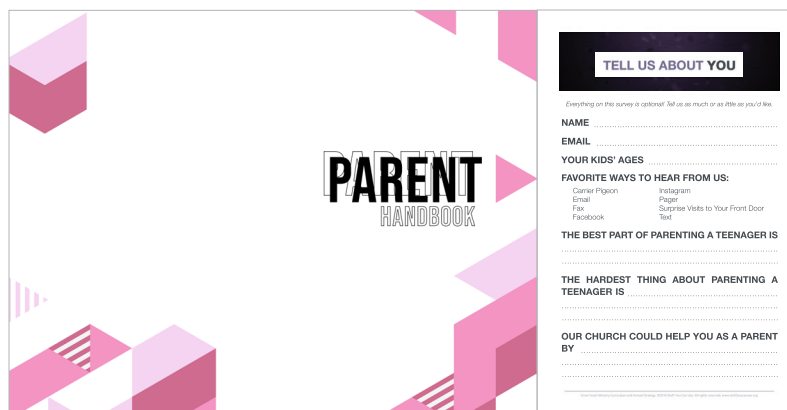 PARENT
HANDBOOK
TELL US ABOUT YOU
Everything on this survey is optional! Tell us as much or as little as you'd like.
NAME
EMAIL
YOUR KIDS' AGES
FAVORITE WAYS TO HEAR FROM US:
Carrier Pigeon
Email
Fax
Facebook
Instagram
Pager
Surprise Visits to Your Front Door
Text
THE BEST PART OF PARENTING A TEENAGER IS
THE HARDEST THING ABOUT PARENTING A
TEENAGER IS
OUR CHURCH COULD HELP YOU AS A PARENT
BY